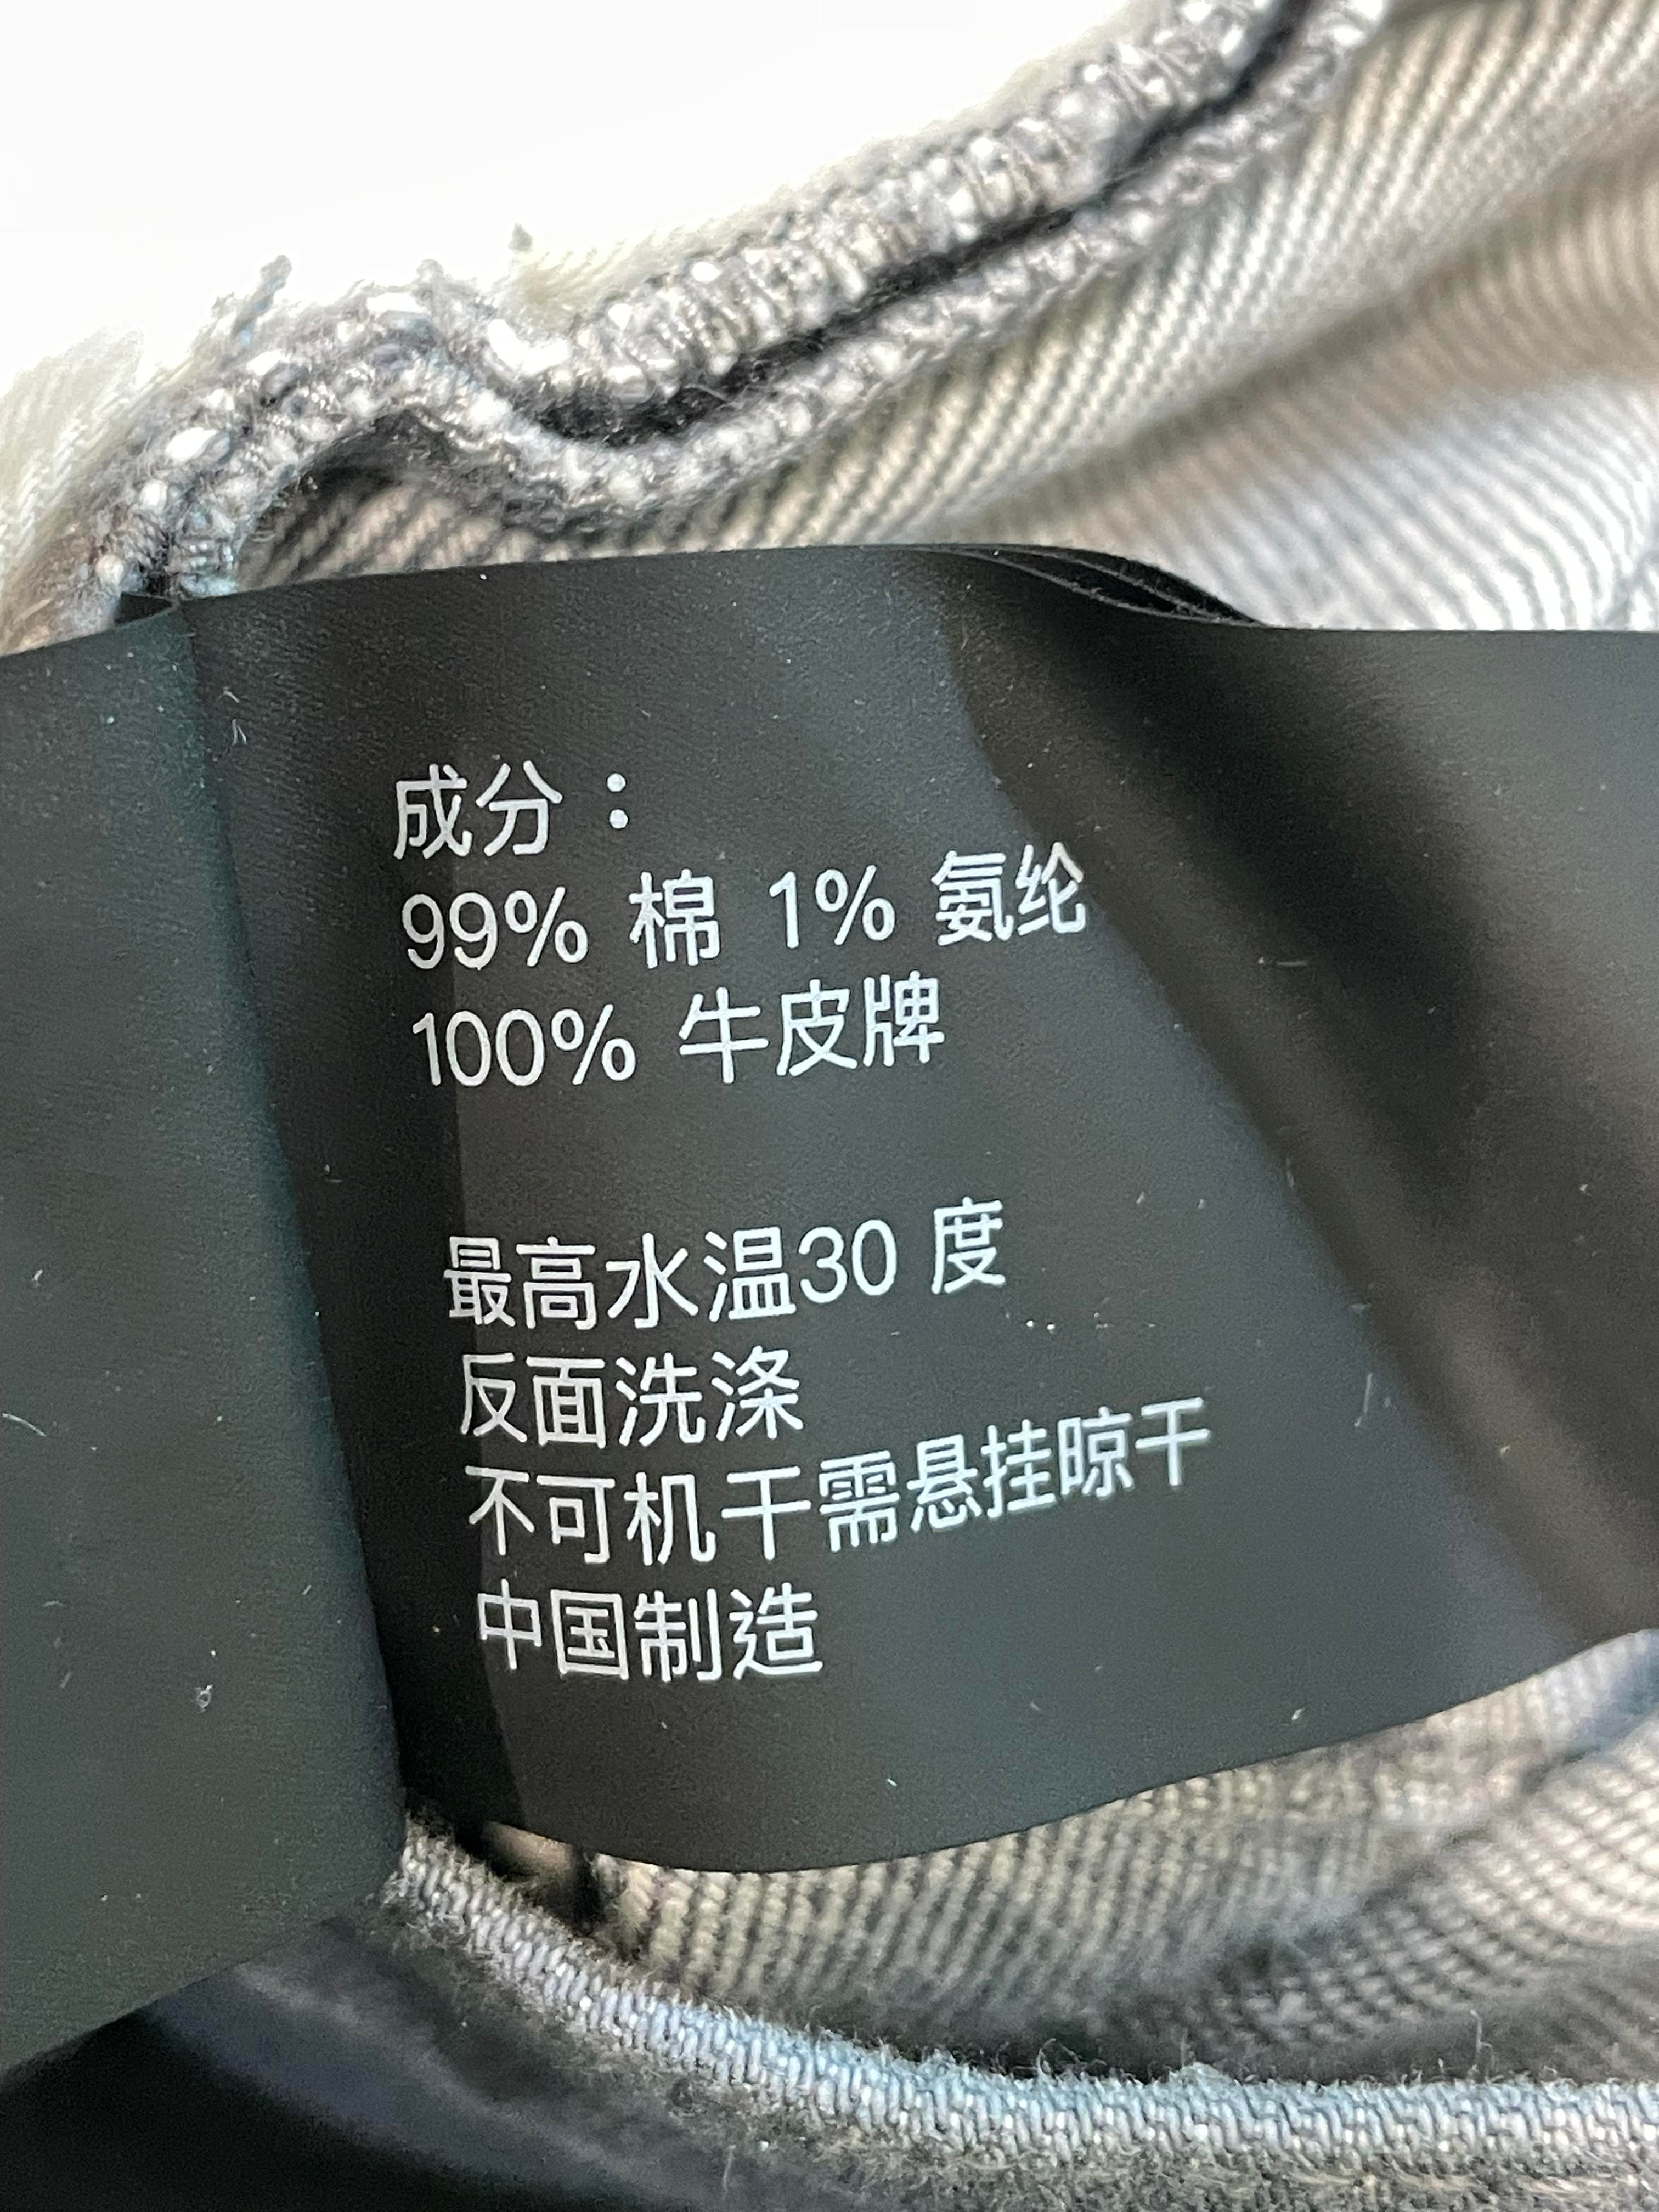 成分：
99% 棉 1% 氨纶
100% 牛皮牌
最高水温30 度
反面洗涤
不可机干需悬挂晾干
中国制造